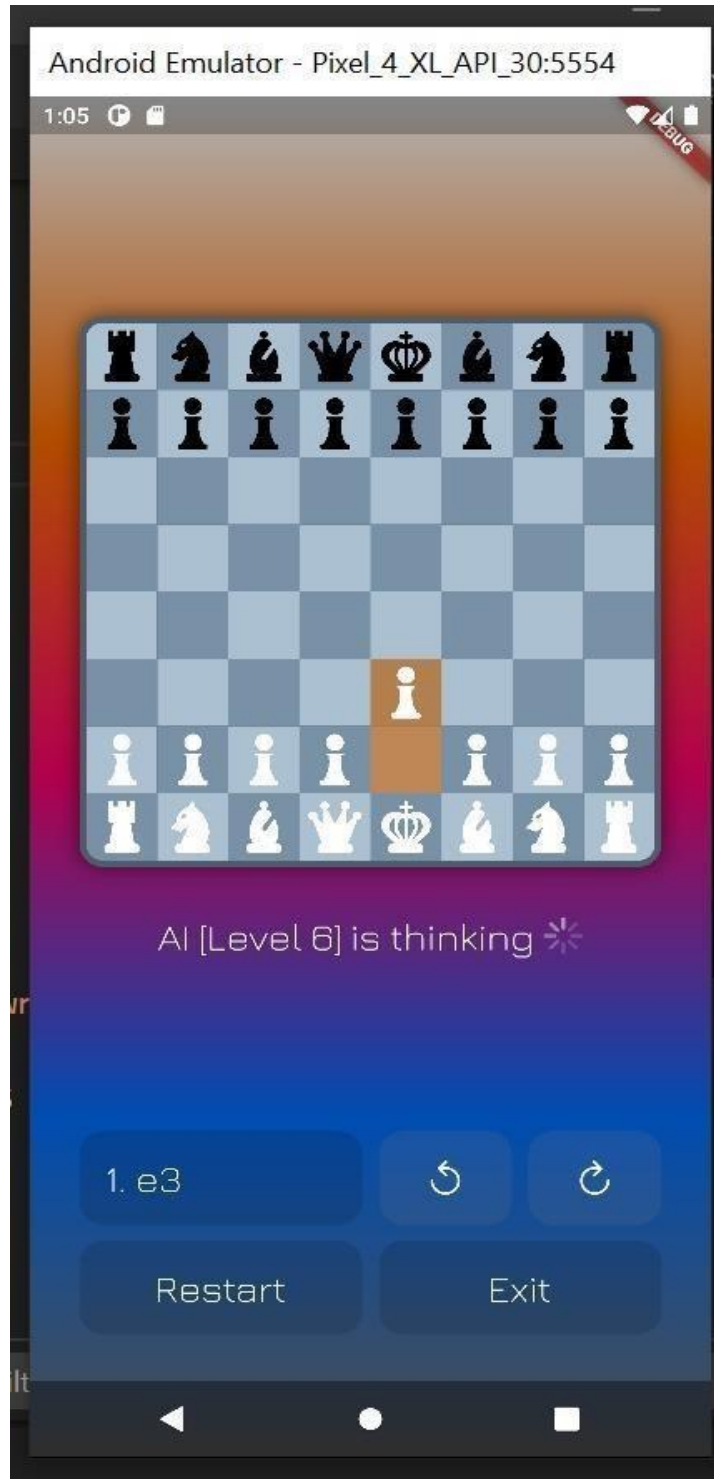 Android Emulator - Pixel_4_XL_API_30:5554
1:05
DEBUG
AI [Level 6] is thinking
1. e3
Restart
Exit